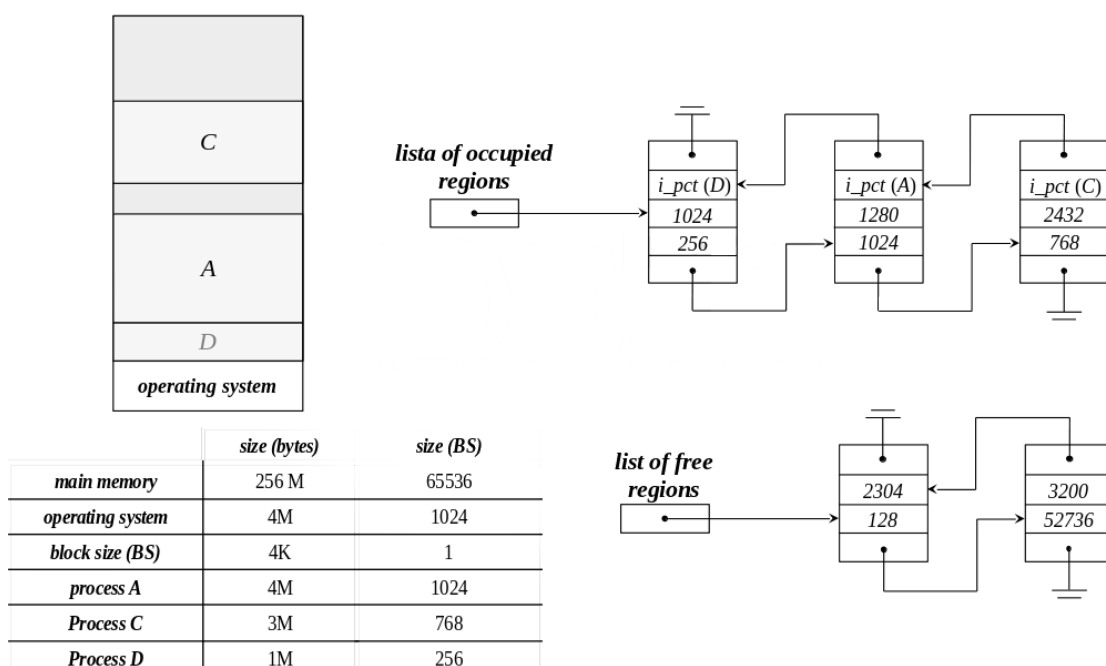 C
A
D
operating system
lista of occupied
regions
i_pct (D)
1024
256
i_pct (A)
1280
1024
i_pct (C)
2432
768
list of free
regions
2304
128
3200
52736
size (bytes) size (BS)
main memory 256 M 65536
operating system 4M 1024
block size (BS) 4K 1
process A 4M 1024
Process C 3M 768
Process D 1M 256